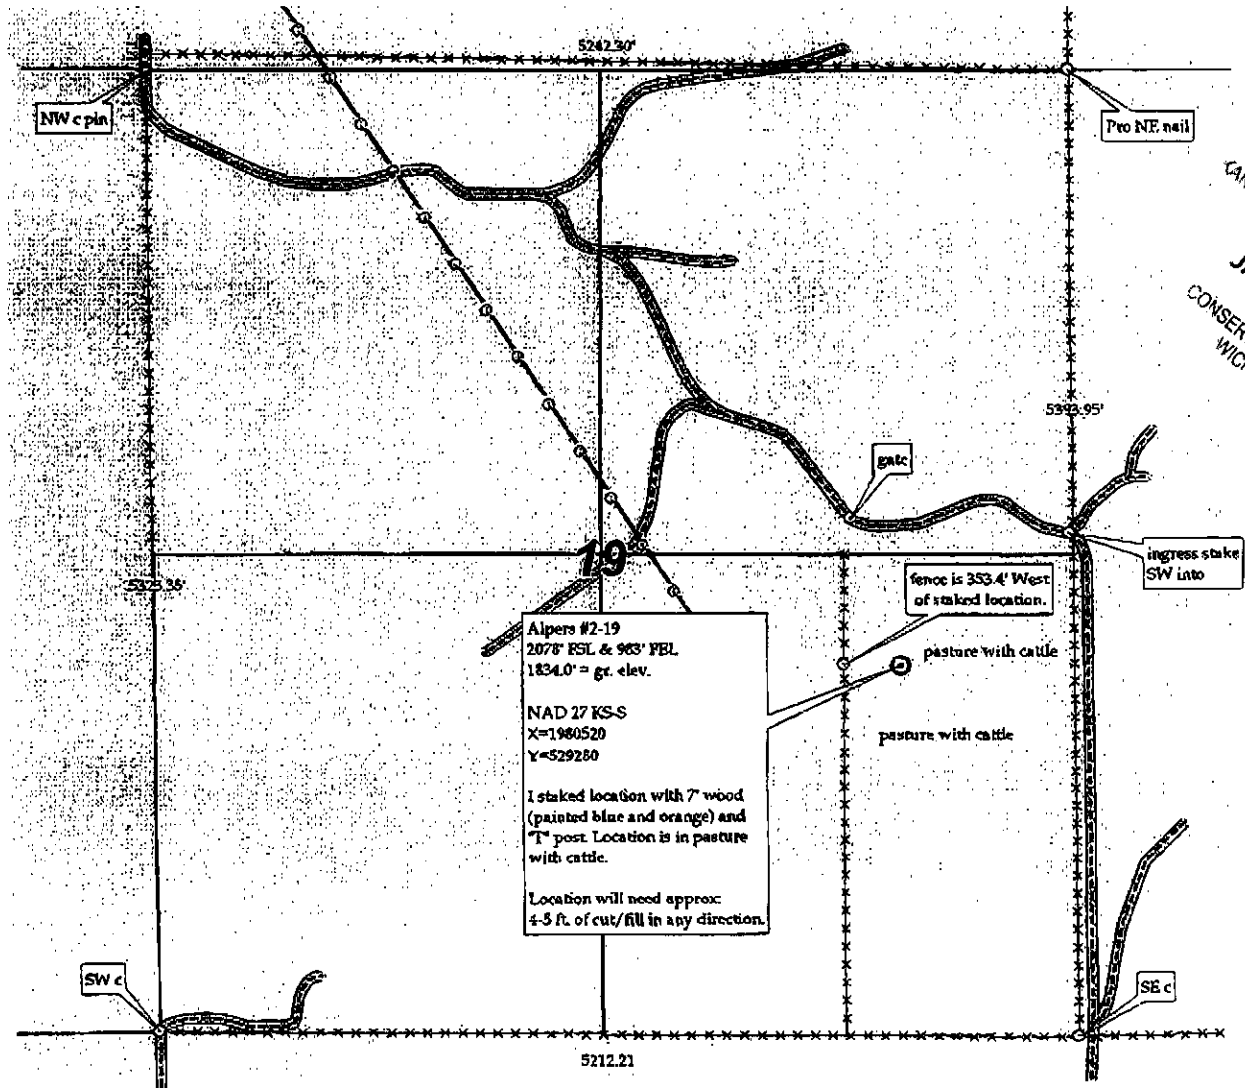 5242.30'
NW c pin
Pro NE nail
CONSER
WIC
5393.95'
gate
ingress stake
SW into
19
fence is 353.4' West
of staked location.
Alpers #2-19
2078' FSL & 983' FEL
1834.0' = gr. elev.
pasture with cattle
NAD 27 KS-S
X=1980520
Y=529280
pasture with cattle
I staked location with 7' wood
(painted blue and orange) and
"T" post. Location is in pasture
with cattle.
Location will need approx:
4-5 ft. of cut/fill in any direction.
SW c
SE c
5212.21